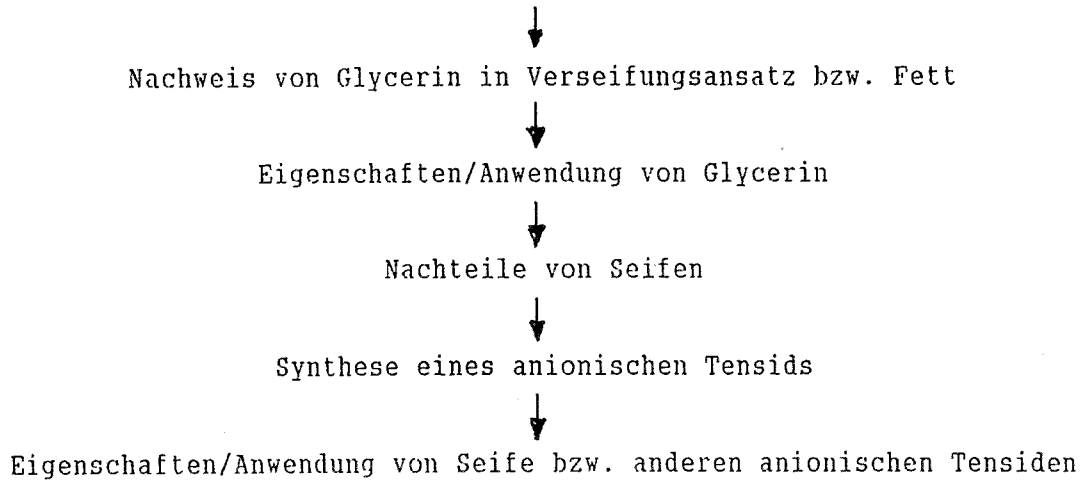 Nachweis von Glycerin in Verseifungsansatz bzw. Fett
Eigenschaften/Anwendung von Glycerin
Nachteile von Seifen
Synthese eines anionischen Tensids
Eigenschaften/Anwendung von Seife bzw. anderen anionischen Tensiden